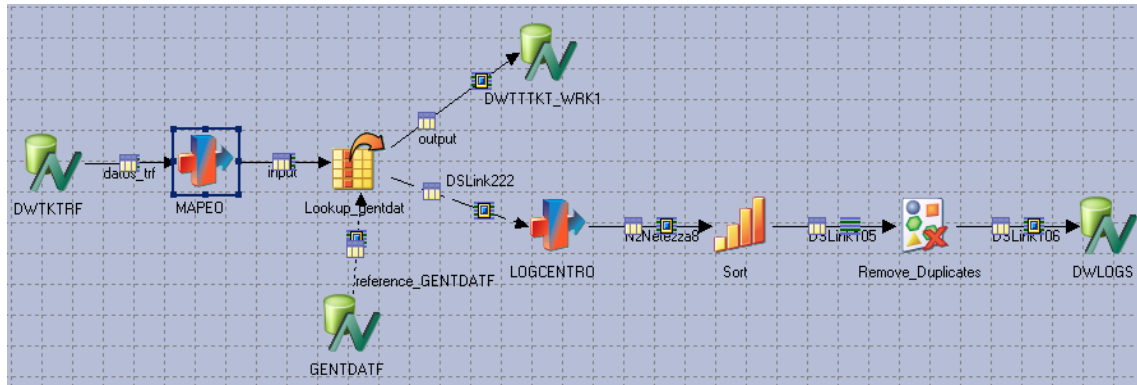 DWTTTKT_WRK1
output
datos_trf
input
DSLink222
DWTKTRF
MAPEO
Lookup_gentdat
N2Netezza8
DSLink105
DSLink106
LOGCENTRO
Sort
Remove_Duplicates
DWLOGS
reference_GENTDATF
GENTDATF